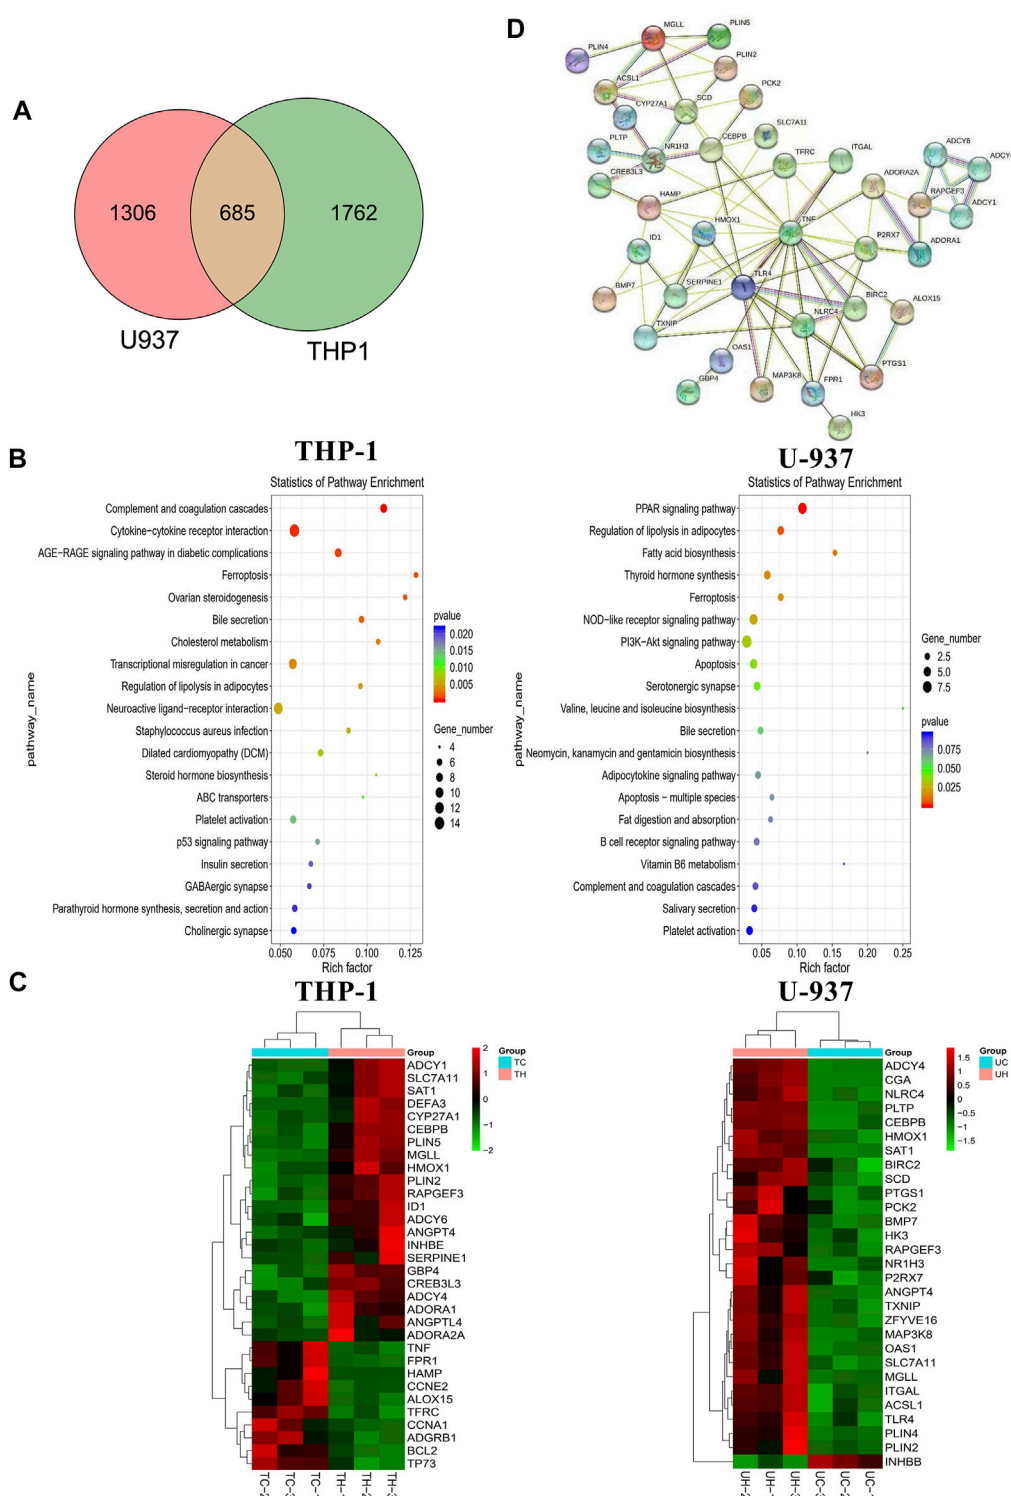 A
1306
685
1762
U937
THP1
D
MGLL
PLIN5
PLIN4
PLIN2
ACSL1
PCK2
SCD
CYP27A1
SLC7A11
PLTP
CEBPB
NR1H3
TFRC
ITGAL
ADCY6
CREB3L3
ADORA2A
RAPGEF3
HAMP
ADCY1
HMOX1
TNF
ID1
P2RX7
ADORA1
TLR4
BMP7
SERPINE1
BIRC2
ALOX15
NLRC4
TXNIP
OAS1
PTGS1
GBP4
MAP3K8
FPR1
HK3
B
THP-1
Statistics of Pathway Enrichment
pathway_name
Complement and coagulation cascades
Cytokine−cytokine receptor interaction
AGE-RAGE signaling pathway in diabetic complications
Ferroptosis
Ovarian steroidogenesis
Bile secretion
Cholesterol metabolism
Transcriptional misregulation in cancer
Regulation of lipolysis in adipocytes
Neuroactive ligand−receptor interaction
Staphylococcus aureus infection
Dilated cardiomyopathy (DCM)
Steroid hormone biosynthesis
ABC transporters
Platelet activation
p53 signaling pathway
Insulin secretion
GABAergic synapse
Parathyroid hormone synthesis, secretion and action
Cholinergic synapse
0.050 0.075 0.100 0.125
Rich factor
pvalue
0.020
0.015
0.010
0.005
Gene_number
4
6
8
10
12
14
U-937
Statistics of Pathway Enrichment
pathway_name
PPAR signaling pathway
Regulation of lipolysis in adipocytes
Fatty acid biosynthesis
Thyroid hormone synthesis
Ferroptosis
NOD-like receptor signaling pathway
PI3K-Akt signaling pathway
Apoptosis
Serotonergic synapse
Valine, leucine and isoleucine biosynthesis
Bile secretion
Neomycin, kanamycin and gentamicin biosynthesis
Adipocytokine signaling pathway
Apoptosis − multiple species
Fat digestion and absorption
B cell receptor signaling pathway
Vitamin B6 metabolism
Complement and coagulation cascades
Salivary secretion
Platelet activation
0.05 0.10 0.15 0.20 0.25
Rich factor
Gene_number
2.5
5.0
7.5
pvalue
0.075
0.050
0.025
C
THP-1
Group
ADCY1
SLC7A11
SAT1
DEFA3
CYP27A1
CEBPB
PLIN5
MGLL
HMOX1
PLIN2
RAPGEF3
ID1
ADCY6
ANGPT4
INHBE
SERPINE1
GBP4
CREB3L3
ADCY4
ADORA1
ANGPTL4
ADORA2A
TNF
FPR1
HAMP
CCNE2
ALOX15
TFRC
CCNA1
ADGRB1
BCL2
TP73
2
1
0
−1
−2
Group
TC
TH
U-937
Group
ADCY4
CGA
NLRC4
PLTP
CEBPB
HMOX1
SAT1
BIRC2
SCD
PTGS1
PCK2
BMP7
HK3
RAPGEF3
NR1H3
P2RX7
ANGPT4
TXNIP
ZFYVE16
MAP3K8
OAS1
SLC7A11
MGLL
ITGAL
ACSL1
TLR4
PLIN4
PLIN2
INHBB
1.5
1
0.5
0
−0.5
−1
−1.5
Group
UC
UH